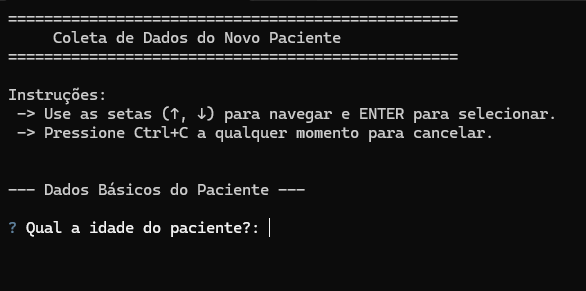 ==================================================
Coleta de Dados do Novo Paciente
==================================================
Instruções:
-> Use as setas (↑, ↓) para navegar e ENTER para selecionar.
-> Pressione Ctrl+C a qualquer momento para cancelar.
--- Dados Básicos do Paciente ---
? Qual a idade do paciente?: